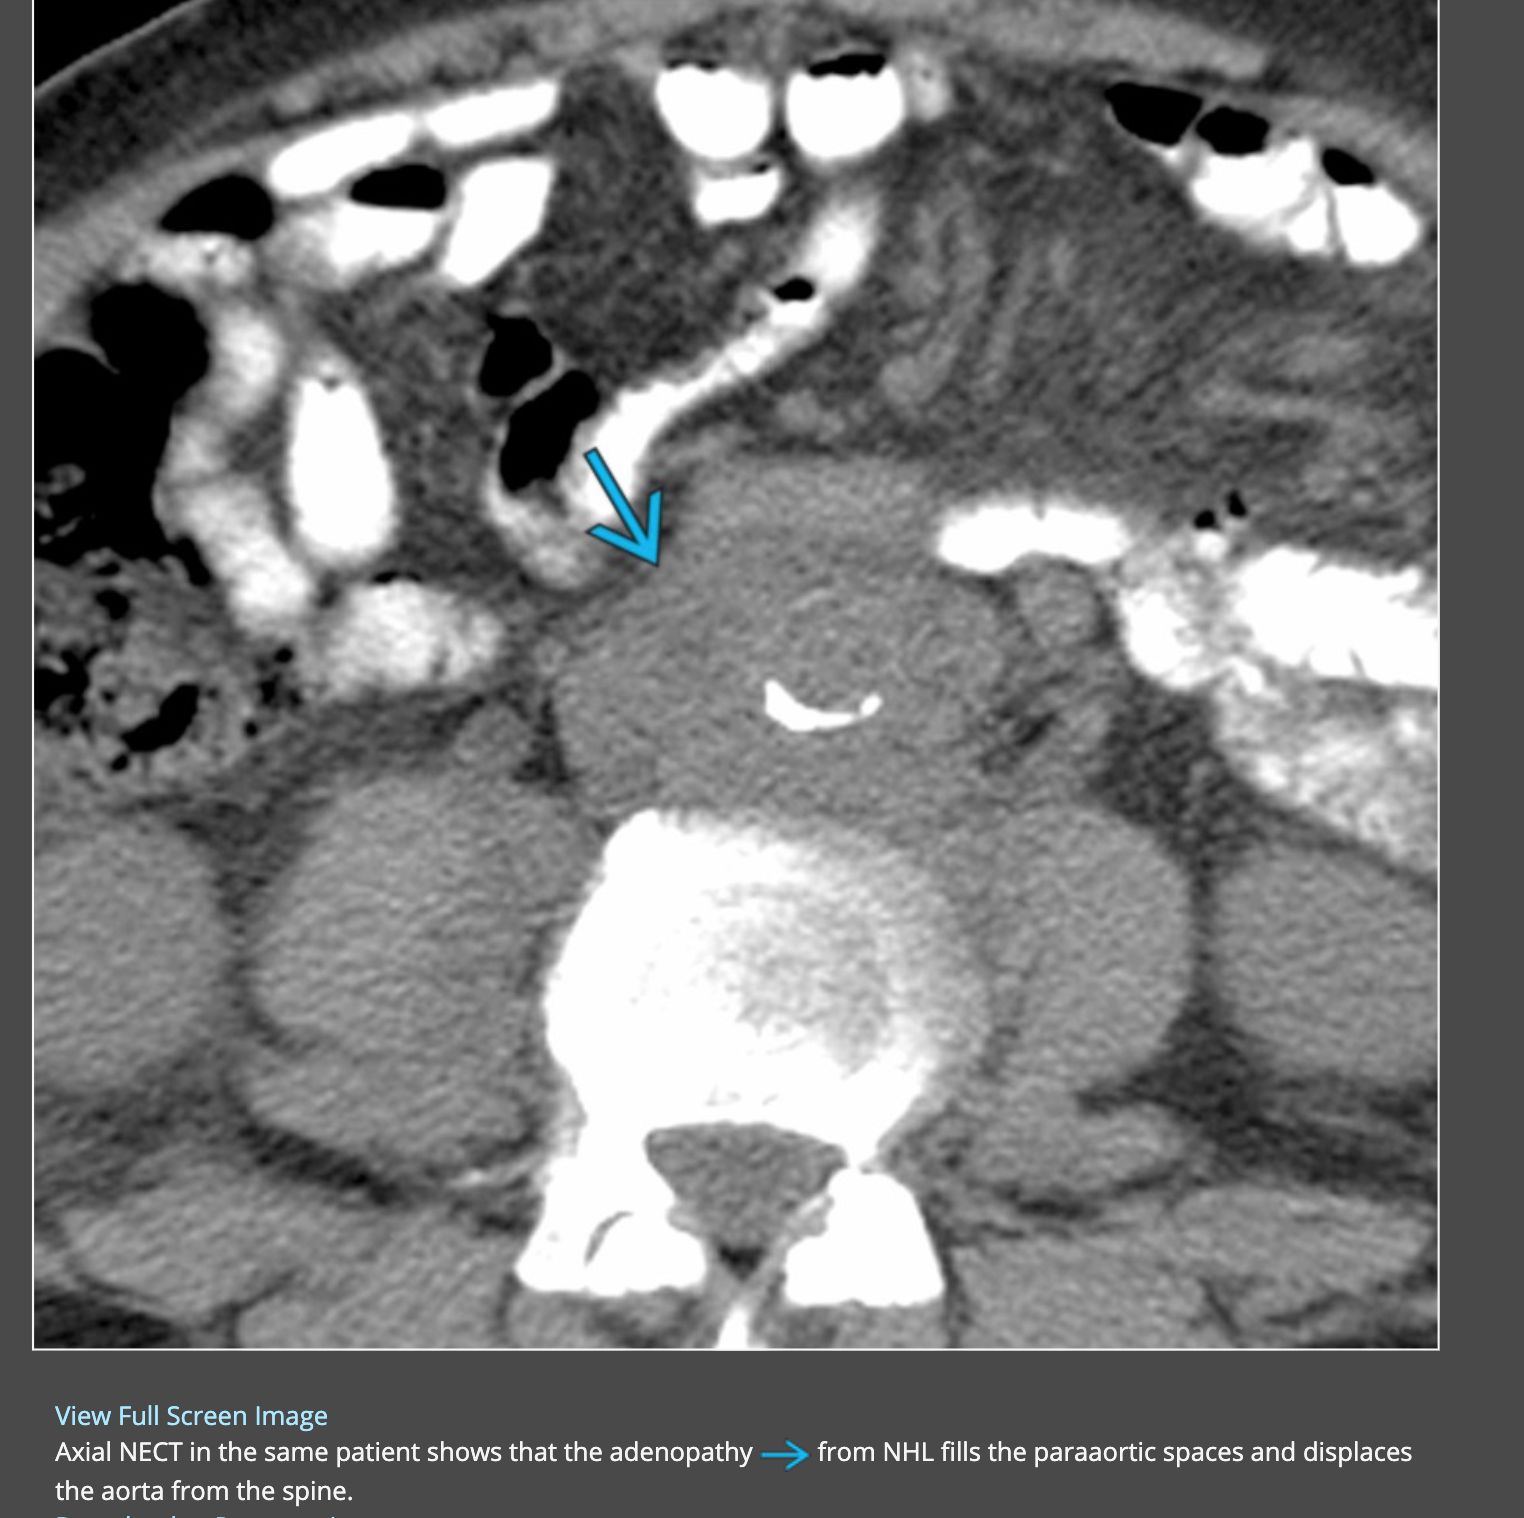 View Full Screen Image
Axial NECT in the same patient shows that the adenopathy → from NHL fills the paraaortic spaces and displaces
the aorta from the spine.